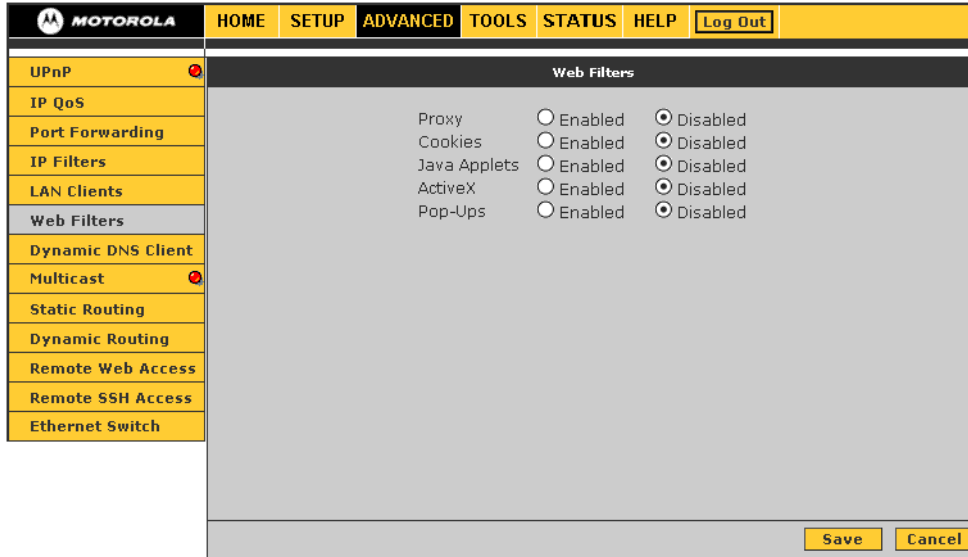 MOTOROLA
HOME SETUP ADVANCED TOOLS STATUS HELP Log Out
UPnP
IP QoS
Port Forwarding
IP Filters
LAN Clients
Web Filters
Dynamic DNS Client
Multicast
Static Routing
Dynamic Routing
Remote Web Access
Remote SSH Access
Ethernet Switch
Web Filters
Proxy Enabled Disabled
Cookies Enabled Disabled
Java Applets Enabled Disabled
ActiveX Enabled Disabled
Pop-Ups Enabled Disabled
Save Cancel